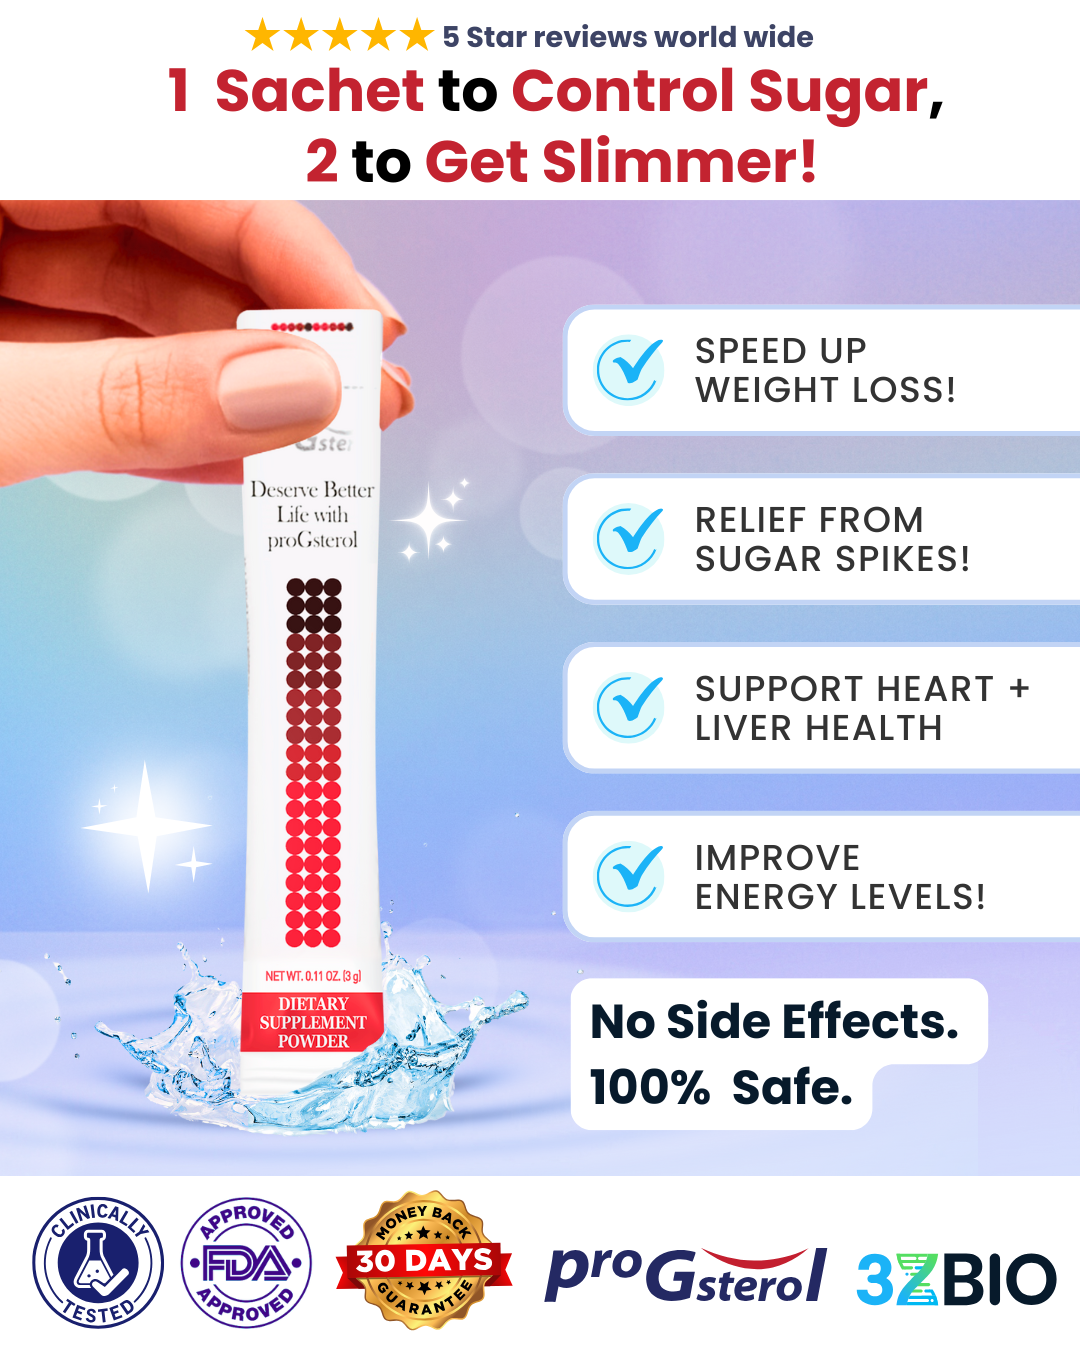 5 Star reviews world wide
1 Sachet to Control Sugar,
2 to Get Slimmer!
SPEED UP
WEIGHT LOSS!
RELIEF FROM
SUGAR SPIKES!
SUPPORT HEART +
LIVER HEALTH
IMPROVE
ENERGY LEVELS!
No Side Effects.
100% Safe.
Gster
Deserve Better
Life with
proGsterol
NET WT. 0.11 OZ. (3 g)
DIETARY
SUPPLEMENT
POWDER
CLINICALLY
TESTED
APPROVED
FDA
APPROVED
MONEY BACK
30 DAYS
GUARANTEE
proGsterol
3ZBIO